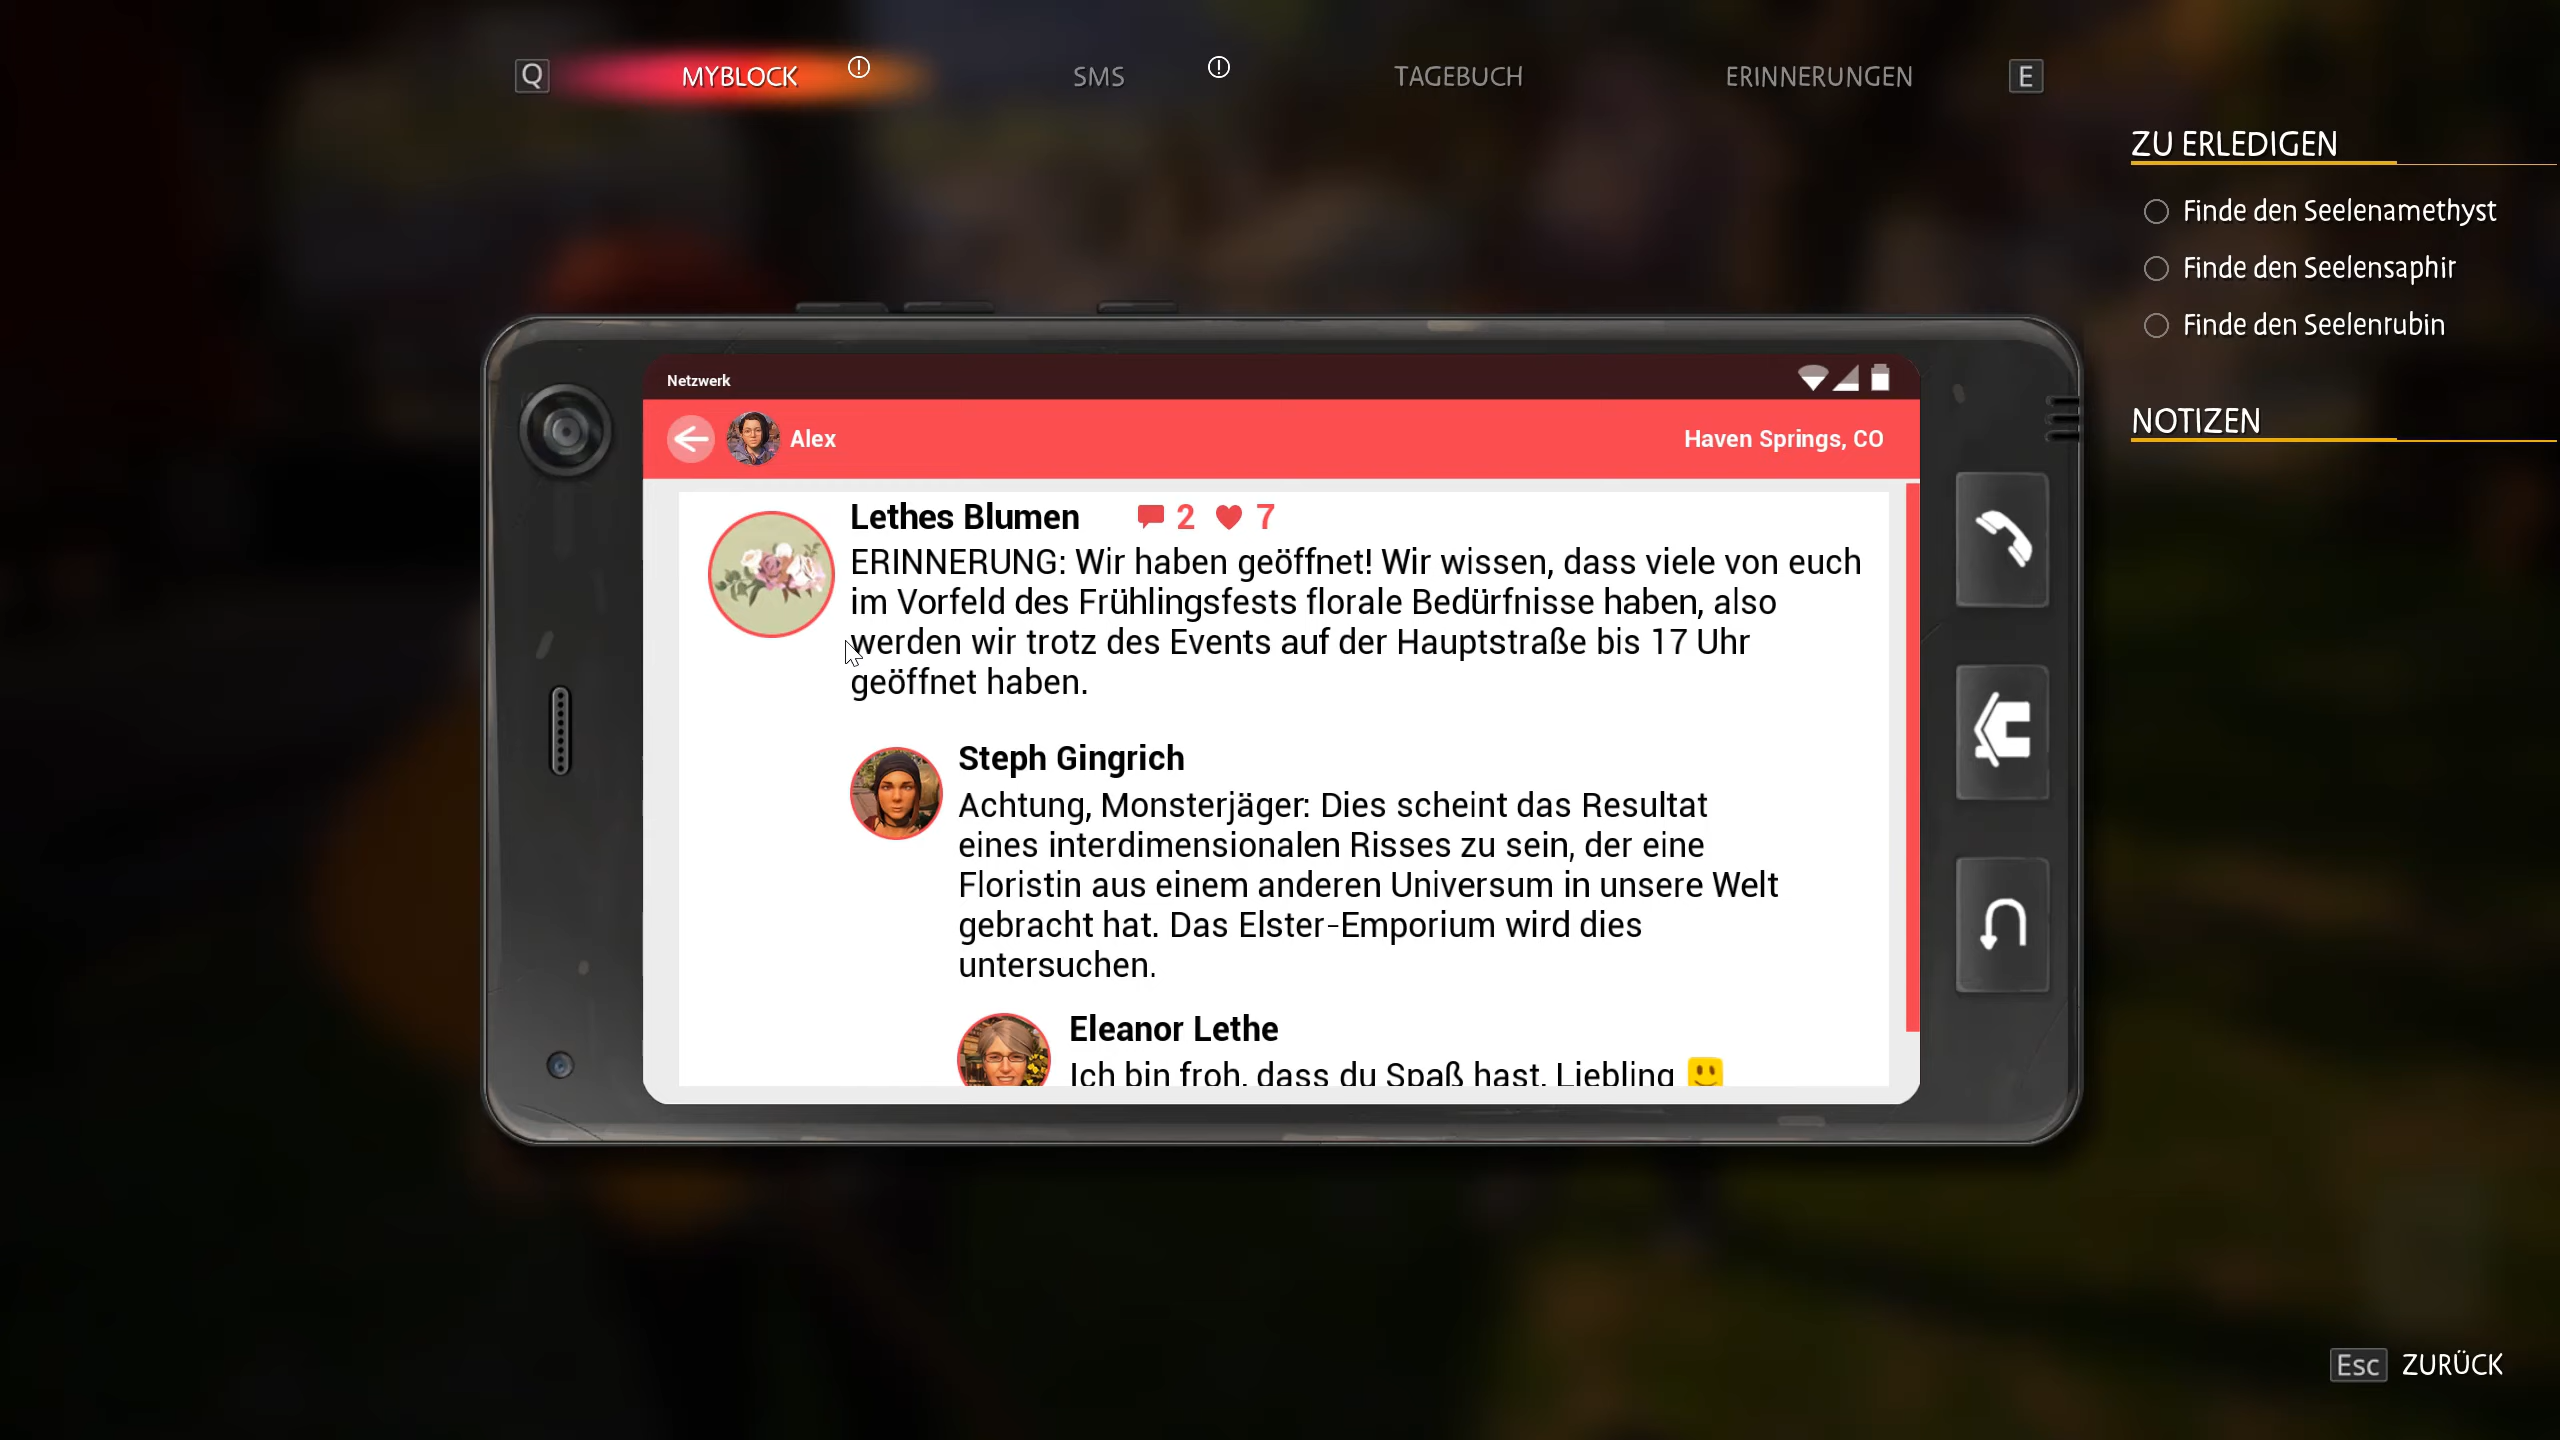 Q
MYBLOCK
SMS
TAGEBUCH
ERINNERUNGEN
E
ZU ERLEDIGEN
Finde den Seelenamethyst
Finde den Seelensaphir
Finde den Seelenrubin
NOTIZEN
Netzwerk
Alex
Haven Springs, CO
Lethes Blumen 2 7
ERINNERUNG: Wir haben geöffnet! Wir wissen, dass viele von euch
im Vorfeld des Frühlingsfests florale Bedürfnisse haben, also
werden wir trotz des Events auf der Hauptstraße bis 17 Uhr
geöffnet haben.
Steph Gingrich
Achtung, Monsterjäger: Dies scheint das Resultat
eines interdimensionalen Risses zu sein, der eine
Floristin aus einem anderen Universum in unsere Welt
gebracht hat. Das Elster-Emporium wird dies
untersuchen.
Eleanor Lethe
Ich bin froh, dass du Spaß hast, Liebling
Esc ZURÜCK